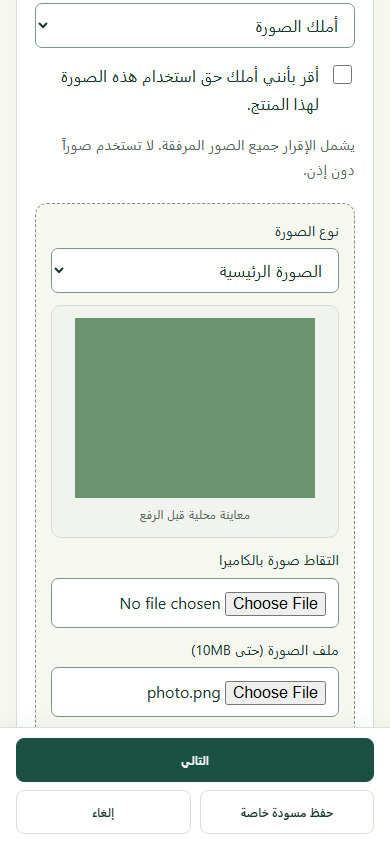 أملك الصورة
أقر بأنني أملك حق استخدام هذه الصورة
لهذا المنتج.
يشمل الإقرار جميع الصور المرفقة. لا تستخدم صوراً
دون إذن.
نوع الصورة
الصورة الرئيسية
معاينة محلية قبل الرفع
التقاط صورة بالكاميرا
Choose File No file chosen
ملف الصورة (حتى 10MB)
Choose File photo.png
التالي
حفظ مسودة خاصة
إلغاء